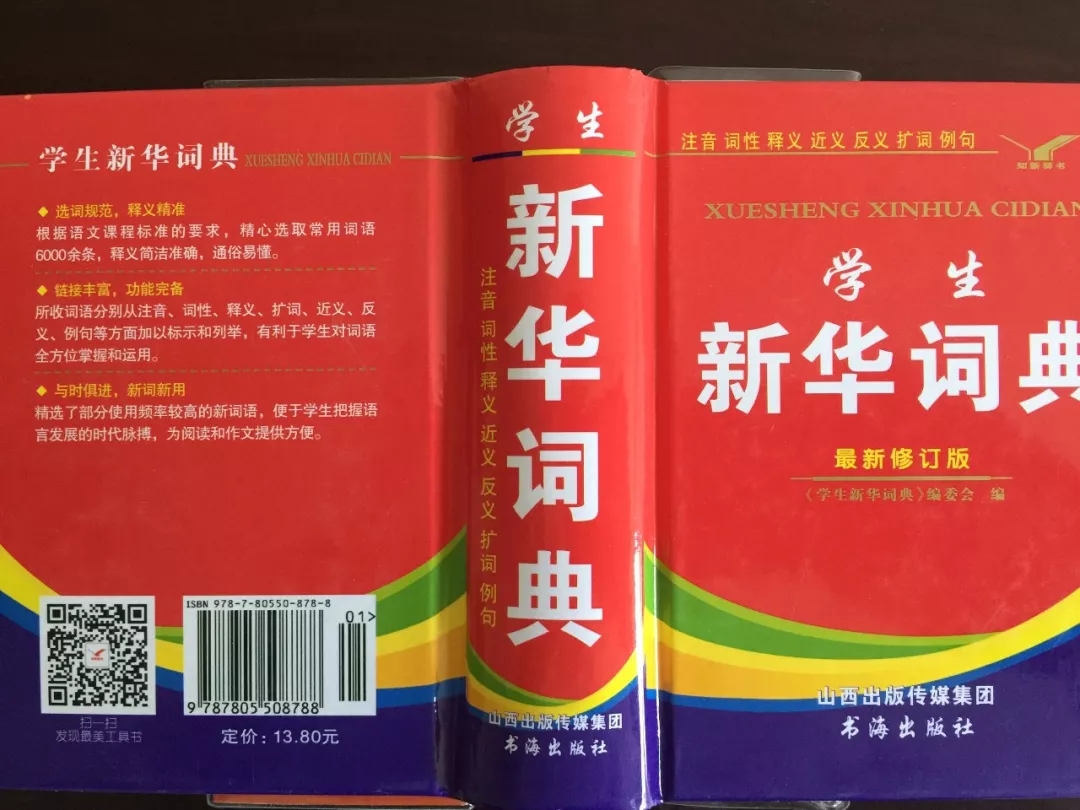 学生新华词典 XUESHENG XINHUA CIDIAN
◆ 选词规范，释义精准
根据语文课程标准的要求，精心选取常用词语
6000余条，释义简洁准确，通俗易懂。
◆ 链接丰富，功能完备
所收词语分别从注音、词性、释义、扩词、近义、反
义、例句等方面加以标示和列举，有利于学生对词语
全方位掌握和运用。
◆ 与时俱进，新词新用
精选了部分使用频率较高的新词语，便于学生把握语
言发展的时代脉搏，为阅读和作文提供方便。
扫一扫
发现最美工具书
ISBN 978-7-80550-878-8
01>
9 787805 508788
定价：13.80元
学生
新华词典
注音 词性 释义 近义 反义 扩词 例句
山西出版传媒集团
书海出版社
注音 词性 释义 近义 反义 扩词 例句
XUESHENG XINHUA CIDIAN
学生
新华词典
最新修订版
《学生新华词典》编委会 编
山西出版传媒集团
书海出版社